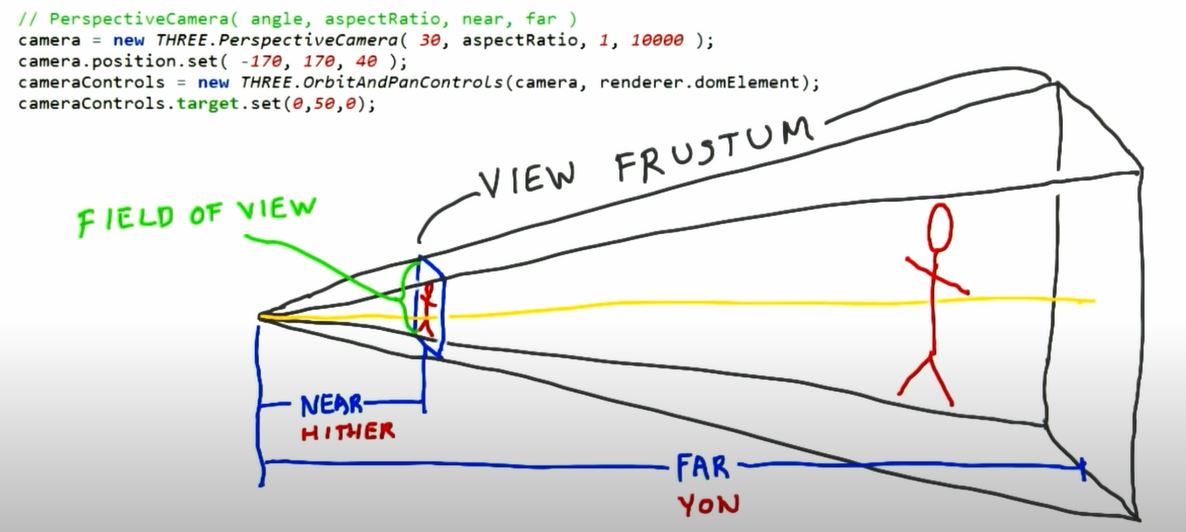 // PerspectiveCamera( angle, aspectRatio, near, far )
camera = new THREE.PerspectiveCamera( 30, aspectRatio, 1, 10000 );
camera.position.set( -170, 170, 40 );
cameraControls = new THREE.OrbitAndPanControls(camera, renderer.domElement);
cameraControls.target.set(0,50,0);
VIEW FRUSTUM
FIELD OF VIEW
NEAR
HITHER
FAR
YON